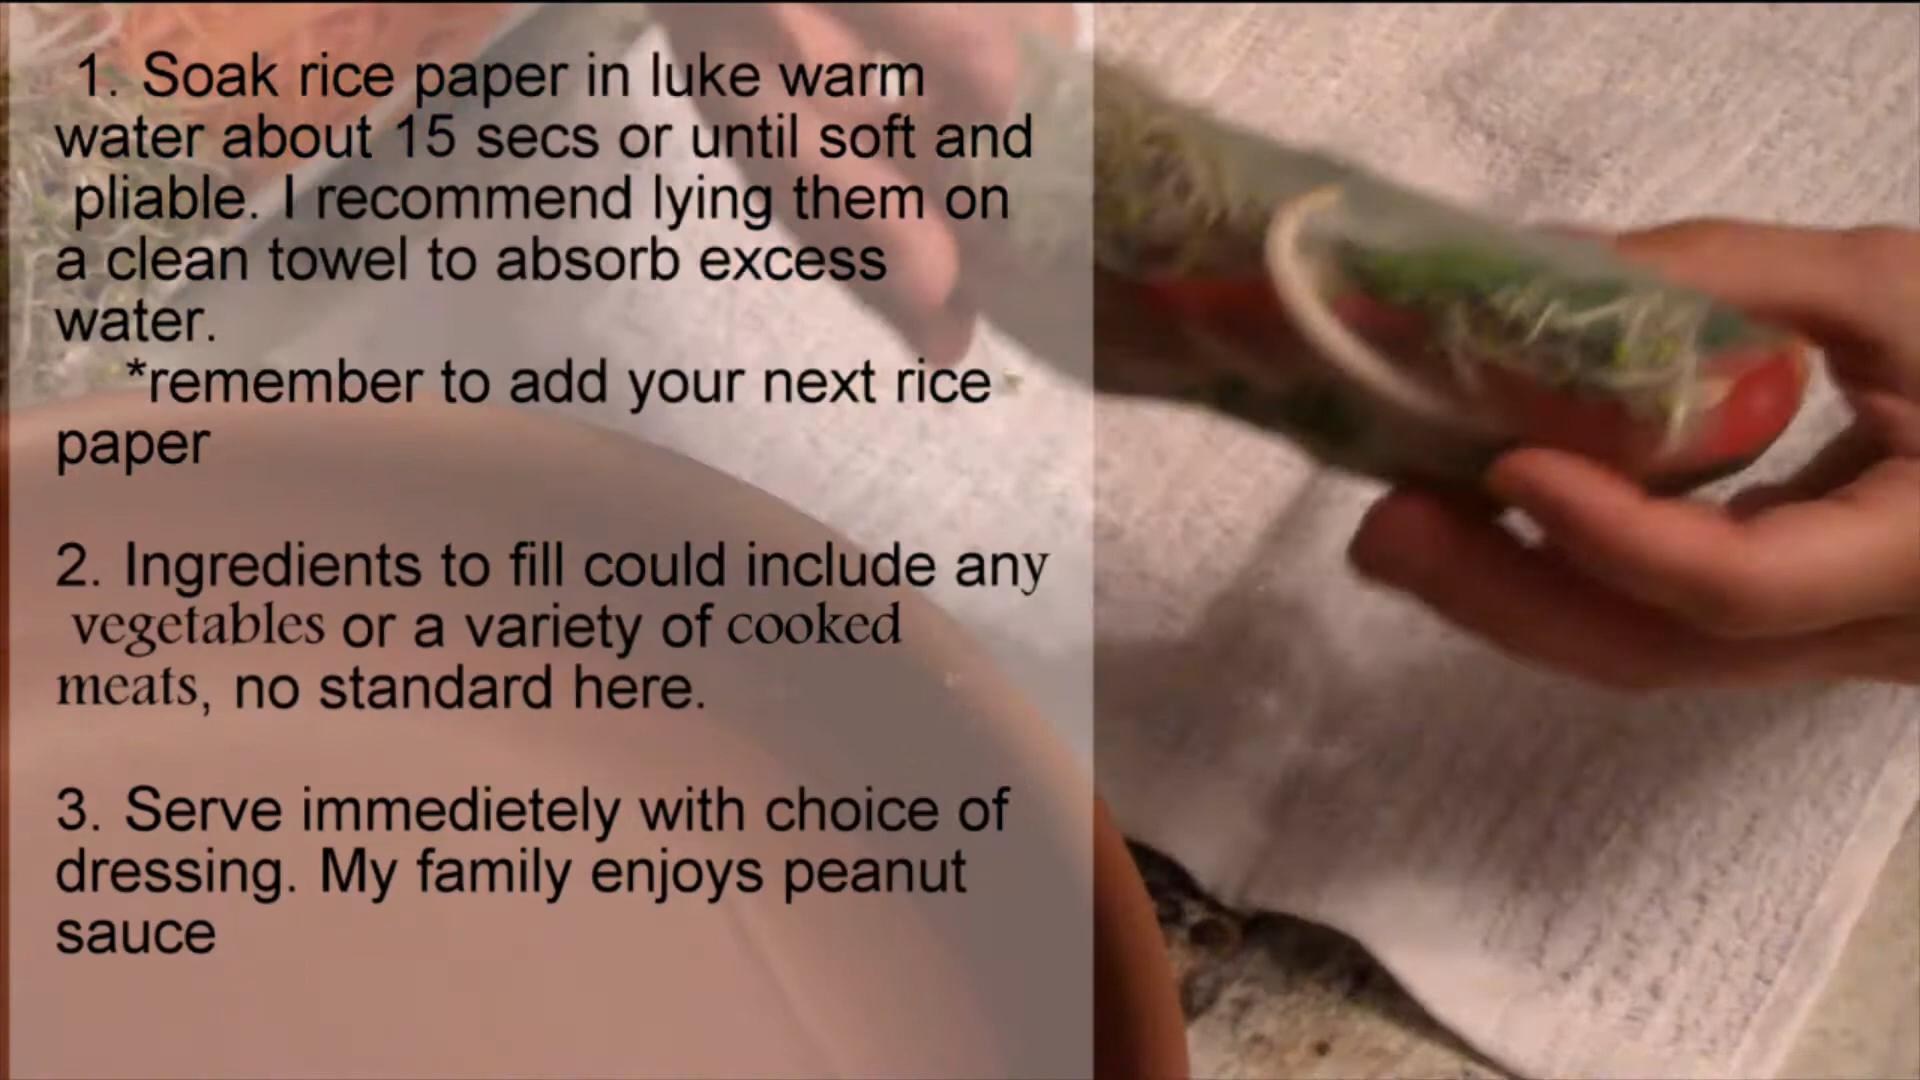 1. Soak rice paper in luke warm
water about 15 secs or until soft and
pliable. I recommend lying them on
a clean towel to absorb excess
water.
*remember to add your next rice
paper
2. Ingredients to fill could include any
vegetables or a variety of cooked
meats, no standard here.
3. Serve immedietely with choice of
dressing. My family enjoys peanut
sauce